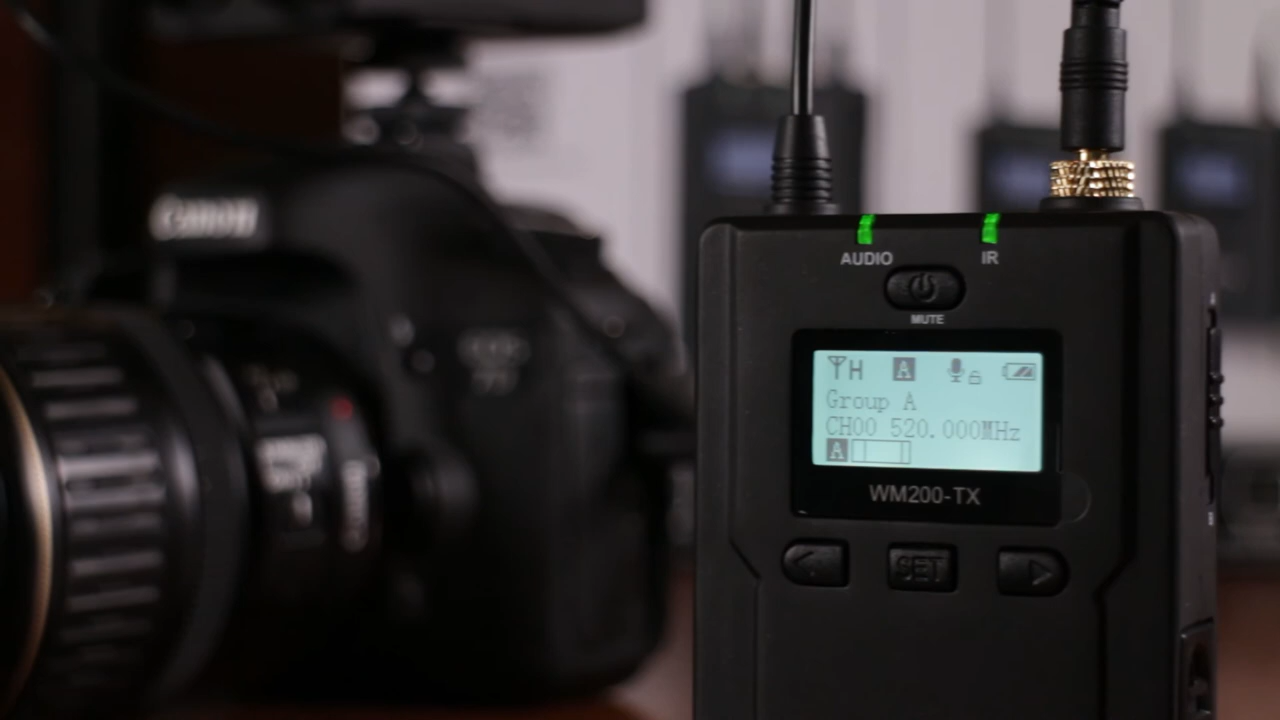 Canon
AUDIO IR
MUTE
H A
Group A
CH00 520.000MHz
A
WM200-TX
SET